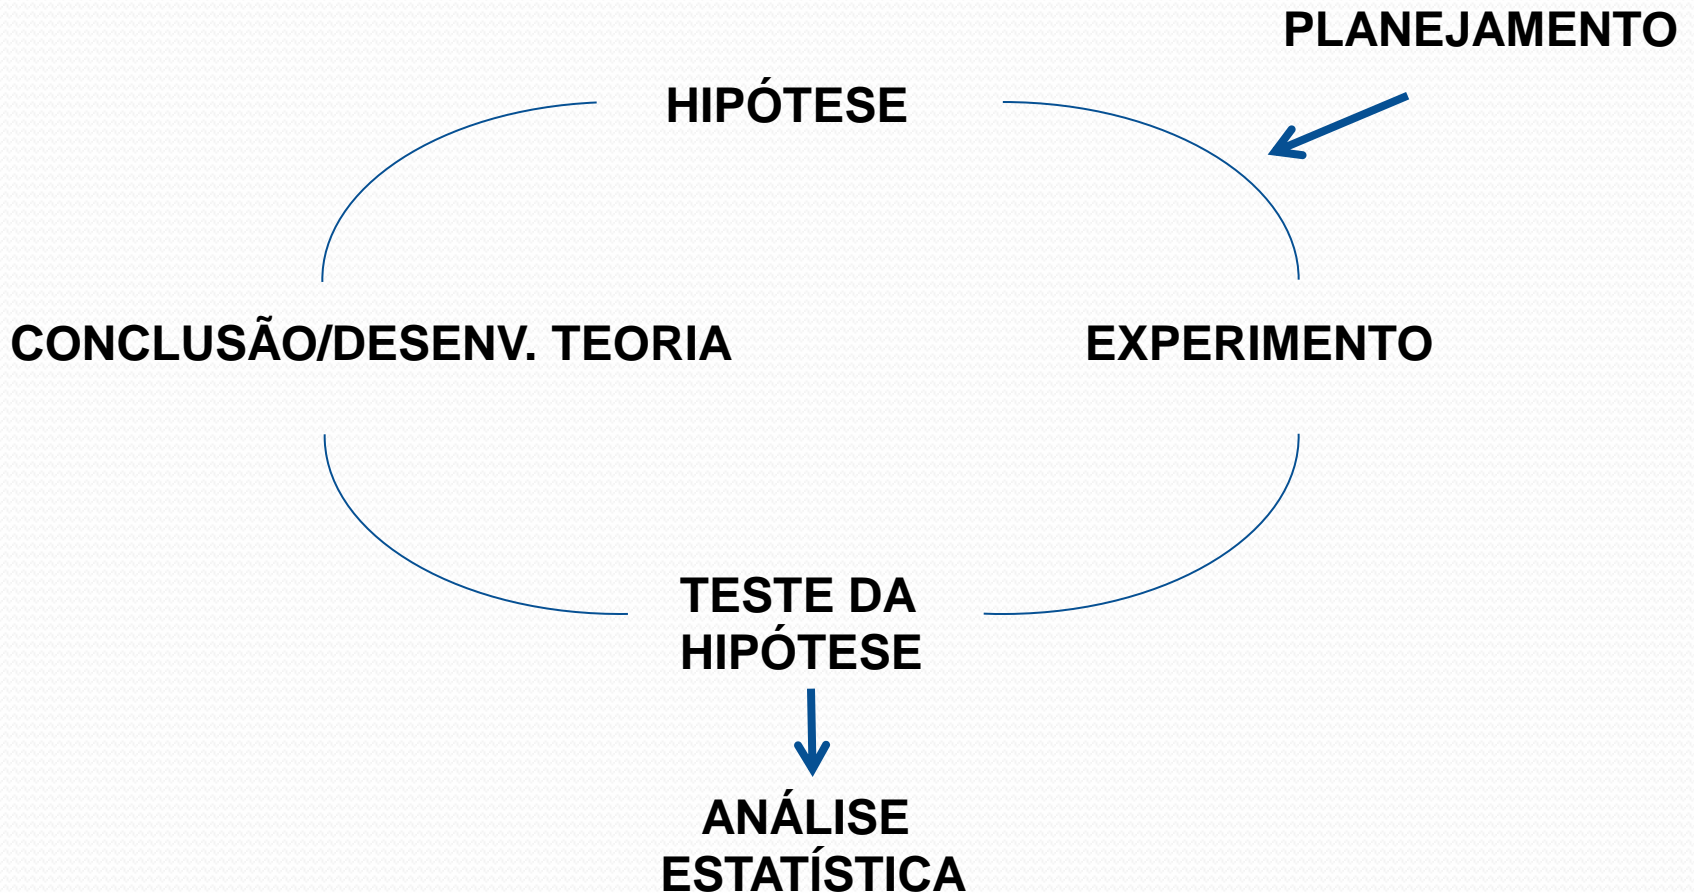 PLANEJAMENTO
HIPÓTESE
CONCLUSÃO/DESENV. TEORIA
EXPERIMENTO
TESTE DA
HIPÓTESE
ANÁLISE
ESTATÍSTICA